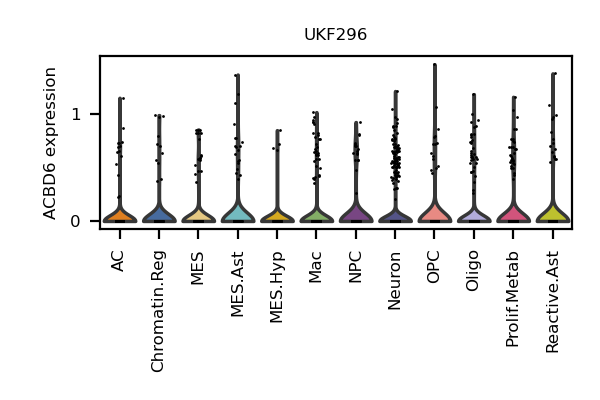 UKF296
ACBD6 expression
1
0
AC
Chromatin.Reg
MES
MES.Ast
MES.Hyp
Mac
NPC
Neuron
OPC
Oligo
Prolif.Metab
Reactive.Ast